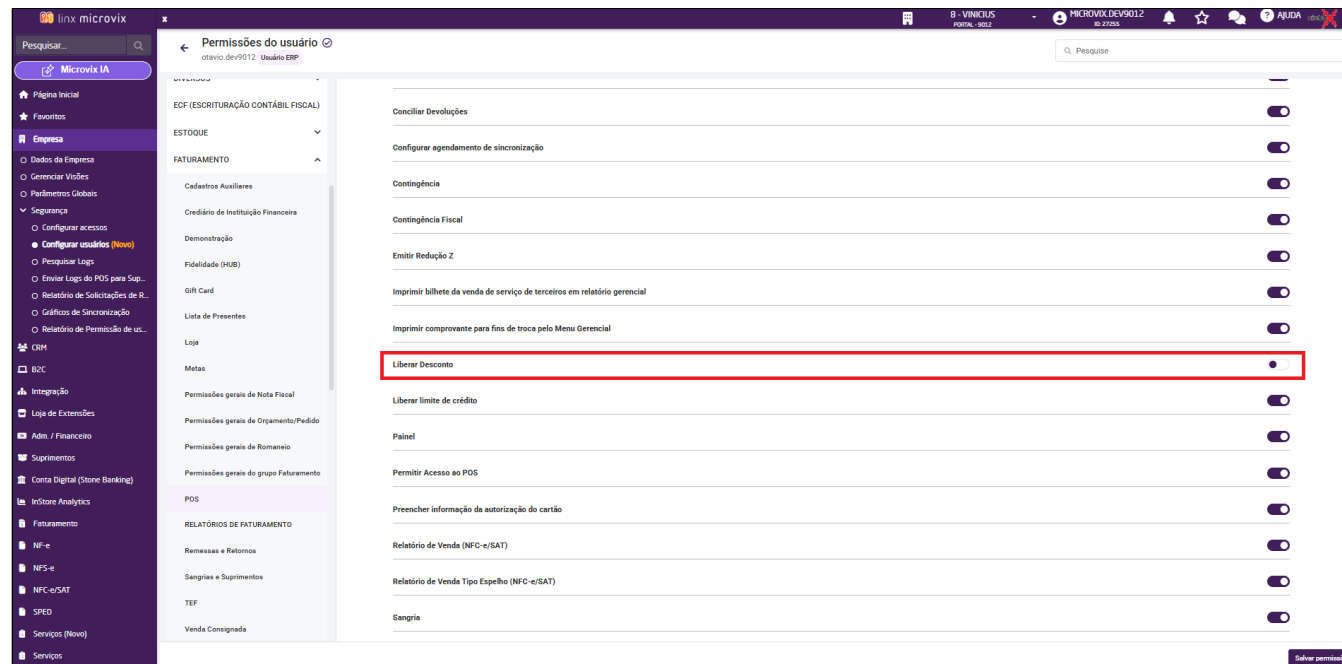 linx microvix
x
8 - VINICIUS
PORTAL - 9012
MICROVIX.DEV9012
ID: 27255
? AJUDA
Pesquisar...
Microvix IA
Página Inicial
Favoritos
Empresa
Dados da Empresa
Gerenciar Visões
Parâmetros Globais
Segurança
Configurar acessos
Configurar usuários (Novo)
Pesquisar Logs
Enviar Logs do POS para Sup...
Relatório de Solicitações de R...
Gráficos de Sincronização
Relatório de Permissão de us...
CRM
B2C
Integração
Loja de Extensões
Adm. / Financeiro
Suprimentos
Conta Digital (Stone Banking)
InStore Analytics
Faturamento
NF-e
NFS-e
NFC-e/SAT
SPED
Serviços (Novo)
Serviços
Permissões do usuário
otavio.dev9012 Usuário ERP
Pesquise
DIVERSOS
ECF (ESCRITURAÇÃO CONTÁBIL FISCAL)
ESTOQUE
FATURAMENTO
Cadastros Auxiliares
Crediário de Instituição Financeira
Demonstração
Fidelidade (HUB)
Gift Card
Lista de Presentes
Loja
Metas
Permissões gerais de Nota Fiscal
Permissões gerais de Orçamento/Pedido
Permissões gerais de Romaneio
Permissões gerais do grupo Faturamento
POS
RELATÓRIOS DE FATURAMENTO
Remessas e Retornos
Sangrias e Suprimentos
TEF
Venda Consignada
Conciliar Devoluções
Configurar agendamento de sincronização
Contingência
Contingência Fiscal
Emitir Redução Z
Imprimir bilhete da venda de serviço de terceiros em relatório gerencial
Imprimir comprovante para fins de troca pelo Menu Gerencial
Liberar Desconto
Liberar limite de crédito
Painel
Permitir Acesso ao POS
Preencher informação da autorização do cartão
Relatório de Venda (NFC-e/SAT)
Relatório de Venda Tipo Espelho (NFC-e/SAT)
Sangria
Salvar permissõ